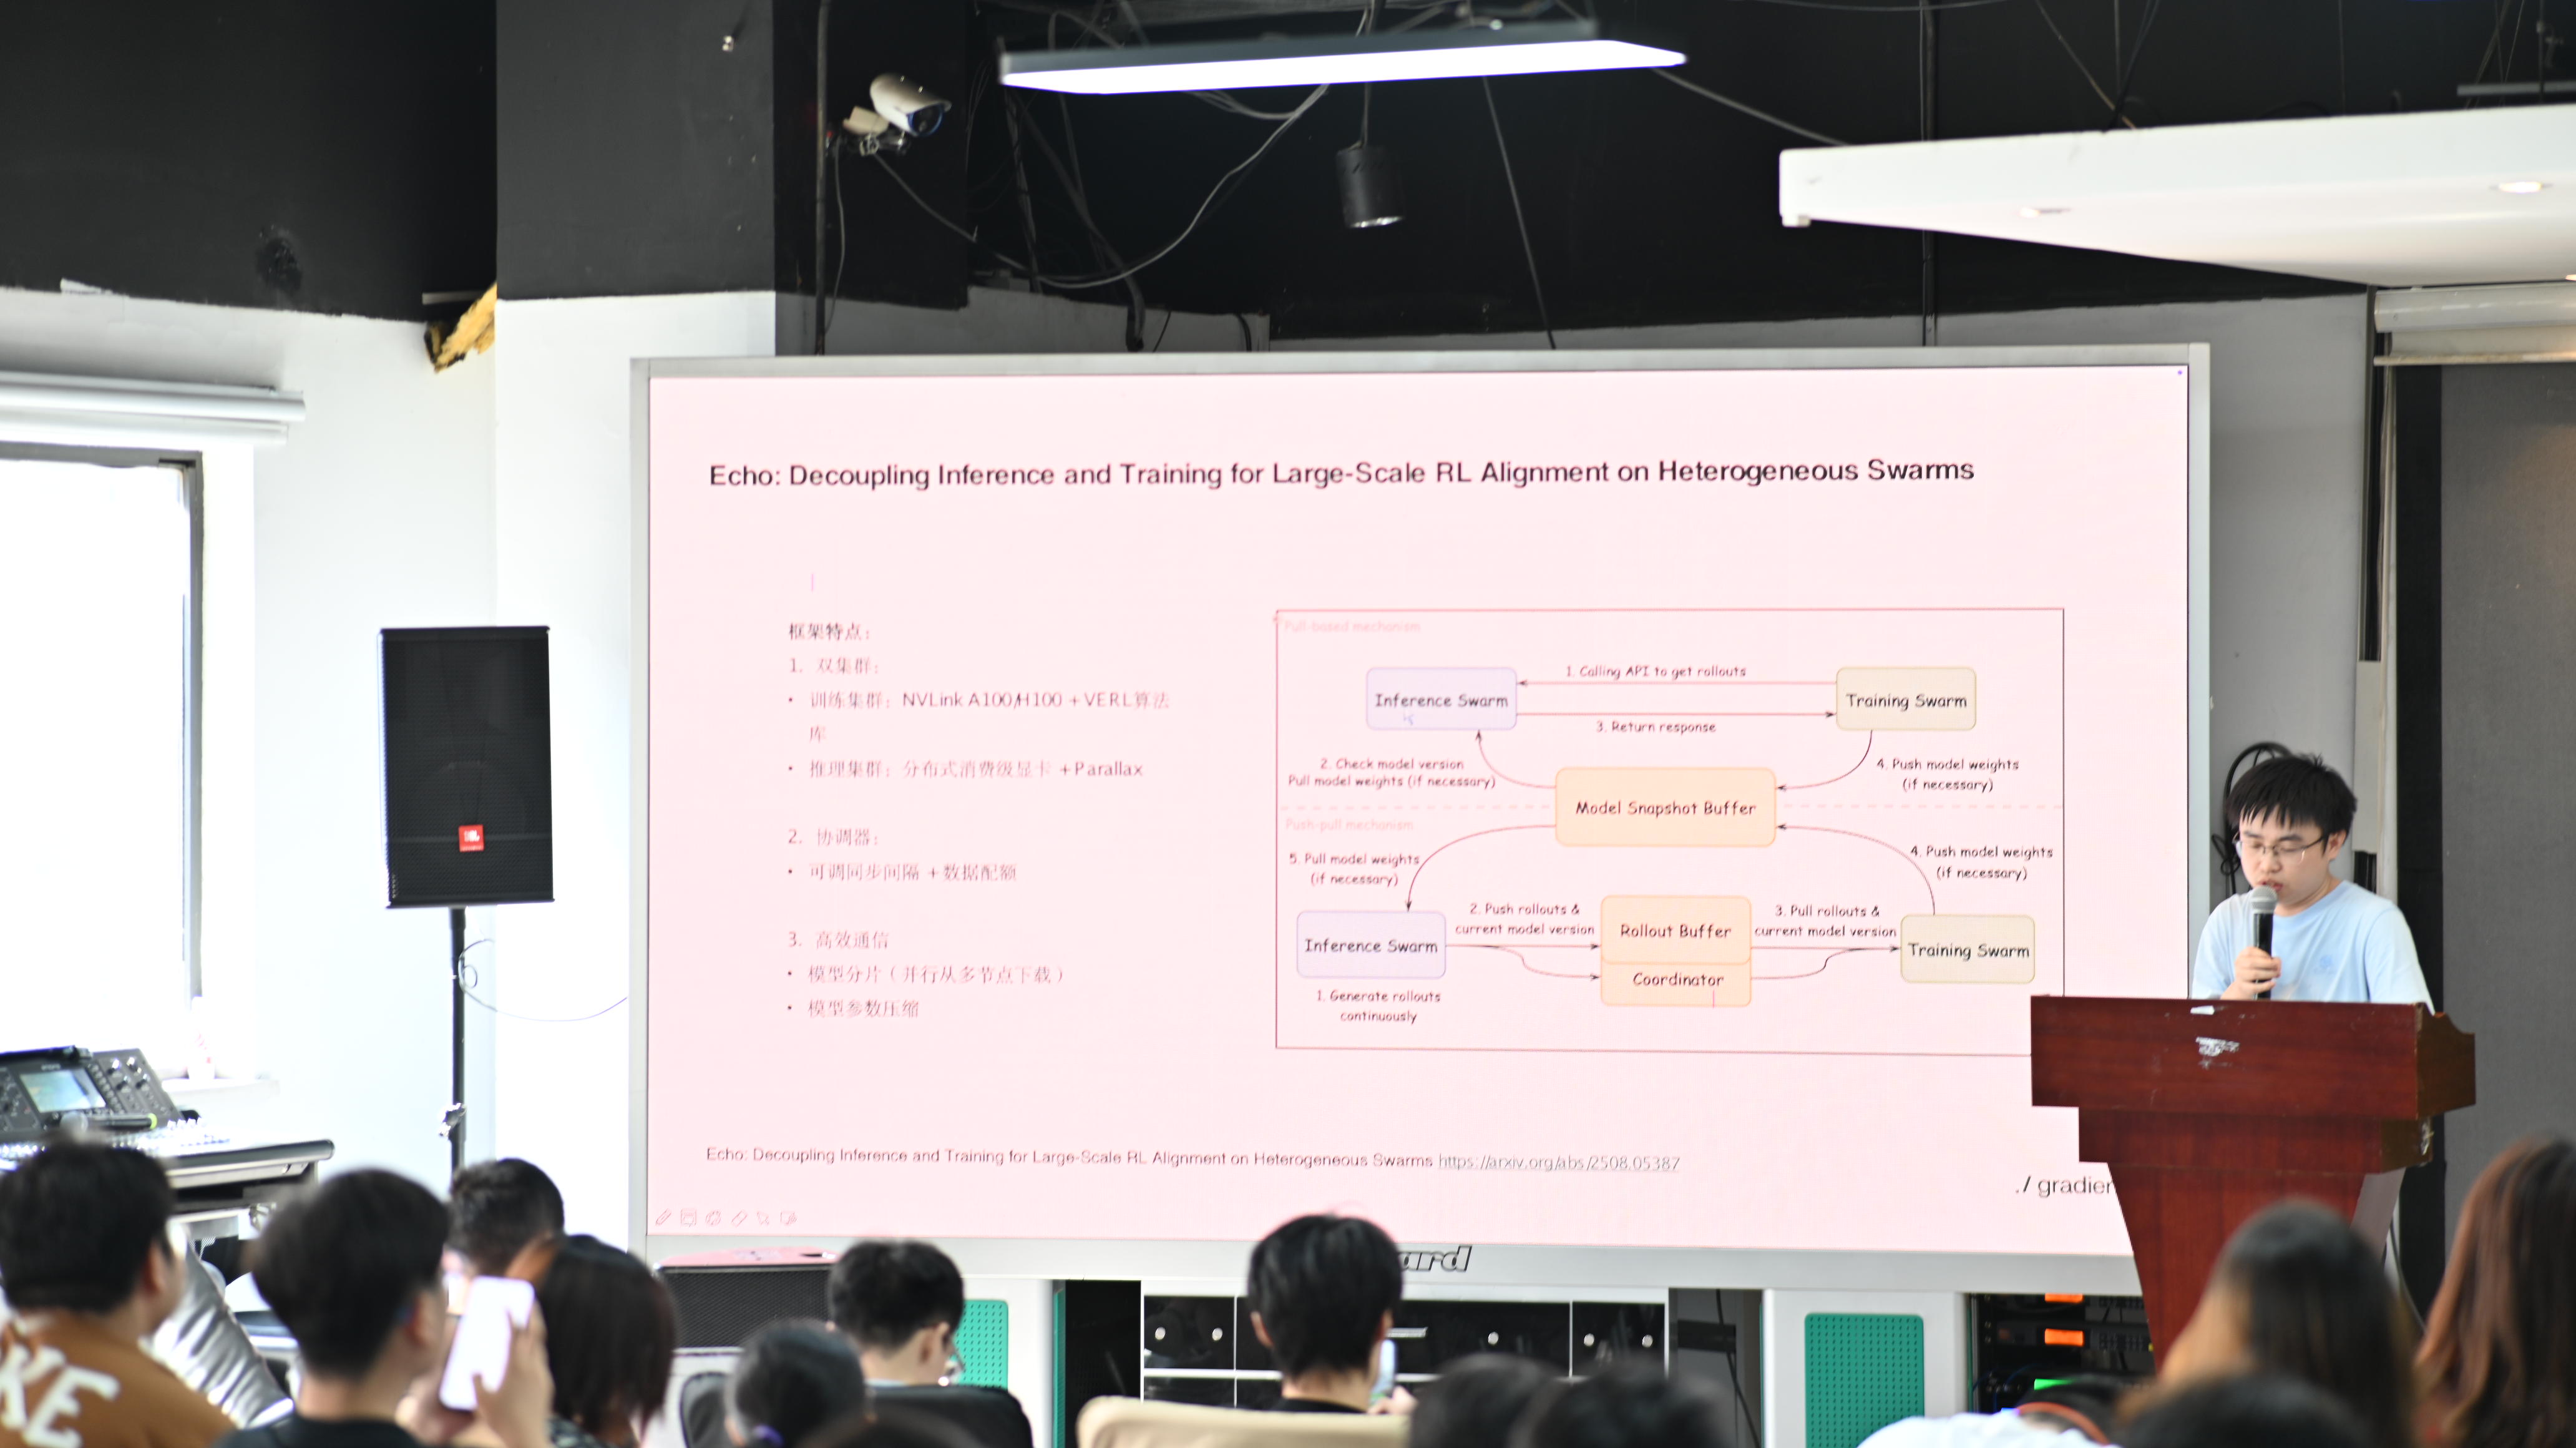 Echo: Decoupling Inference and Training for Large-Scale RL Alignment on Heterogeneous Swarms
框架特点:
1. 双集群:
• 训练集群: NVLink A100/H100 + VERL算法
库
• 推理集群: 分布式消费级显卡 + Parallax
2. 协调器:
• 可调同步间隔 + 数据配额
3. 高效通信
• 模型分片 ( 并行从多节点下载 )
• 模型参数压缩
Pull-based mechanism
1. Calling API to get rollouts
Inference Swarm
Training Swarm
3. Return response
2. Check model version
Pull model weights (if necessary)
4. Push model weights
(if necessary)
Model Snapshot Buffer
Push-pull mechanism
5. Pull model weights
(if necessary)
4. Push model weights
(if necessary)
2. Push rollouts &
current model version
Rollout Buffer
3. Pull rollouts &
current model version
Inference Swarm
Training Swarm
Coordinator
1. Generate rollouts
continuously
Echo: Decoupling Inference and Training for Large-Scale RL Alignment on Heterogeneous Swarms https://arxiv.org/abs/2508.05387
./ gradien
ard
JBL
KE